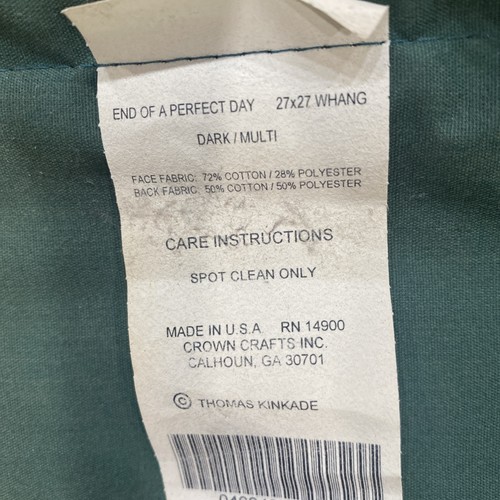 END OF A PERFECT DAY 27x27 WHANG
DARK / MULTI
FACE FABRIC: 72% COTTON / 28% POLYESTER
BACK FABRIC: 50% COTTON / 50% POLYESTER
CARE INSTRUCTIONS
SPOT CLEAN ONLY
MADE IN U.S.A. RN 14900
CROWN CRAFTS INC.
CALHOUN, GA 30701
© THOMAS KINKADE